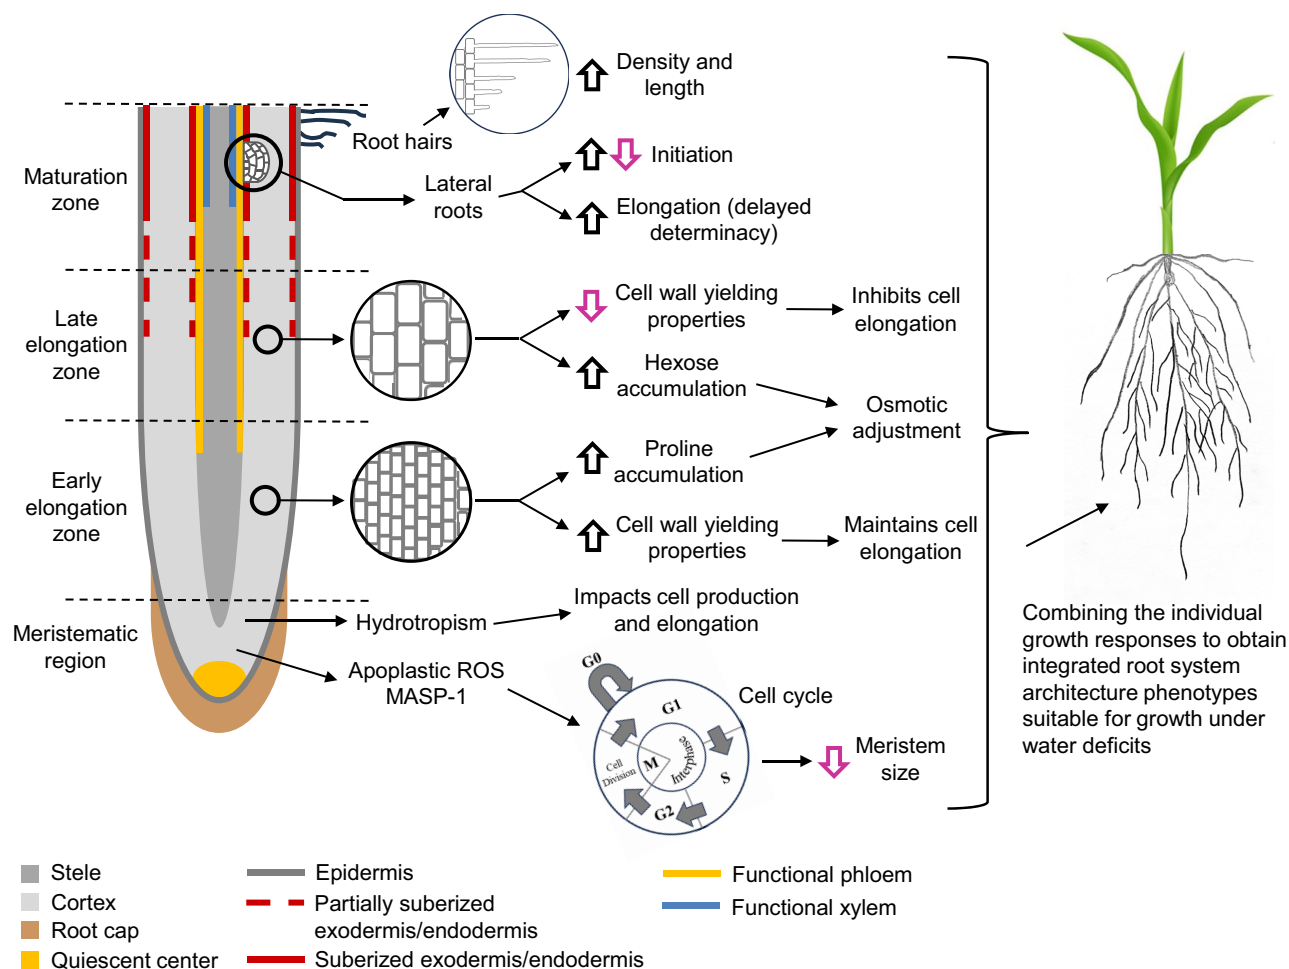 Density and
length
Root hairs
Maturation
zone
Lateral
roots
Initiation
Elongation (delayed
determinacy)
Late
elongation
zone
Cell wall yielding
properties
Inhibits cell
elongation
Hexose
accumulation
Osmotic
adjustment
Early
elongation
zone
Proline
accumulation
Cell wall yielding
properties
Maintains cell
elongation
Meristematic
region
Hydrotropism
Impacts cell production
and elongation
Apoplastic ROS
MASP-1
G0
G1
S
G2
M
Interphase
Cell
Division
Cell cycle
Meristem
size
Combining the individual
growth responses to obtain
integrated root system
architecture phenotypes
suitable for growth under
water deficits
Stele
Cortex
Root cap
Quiescent center
Epidermis
Partially suberized
exodermis/endodermis
Suberized exodermis/endodermis
Functional phloem
Functional xylem